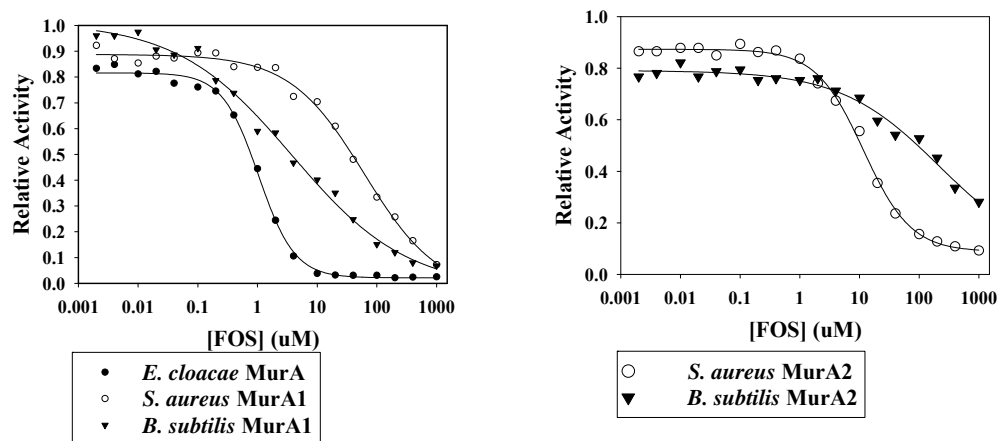 1.0
0.9
0.8
0.7
0.6
0.5
0.4
0.3
0.2
0.1
0.0
Relative Activity
0.001 0.01 0.1 1 10 100 1000
[FOS] (uM)
E. cloacae MurA
S. aureus MurA1
B. subtilis MurA1
1.0
0.8
0.6
0.4
0.2
0.0
Relative Activity
0.001 0.01 0.1 1 10 100 1000
[FOS] (uM)
S. aureus MurA2
B. subtilis MurA2